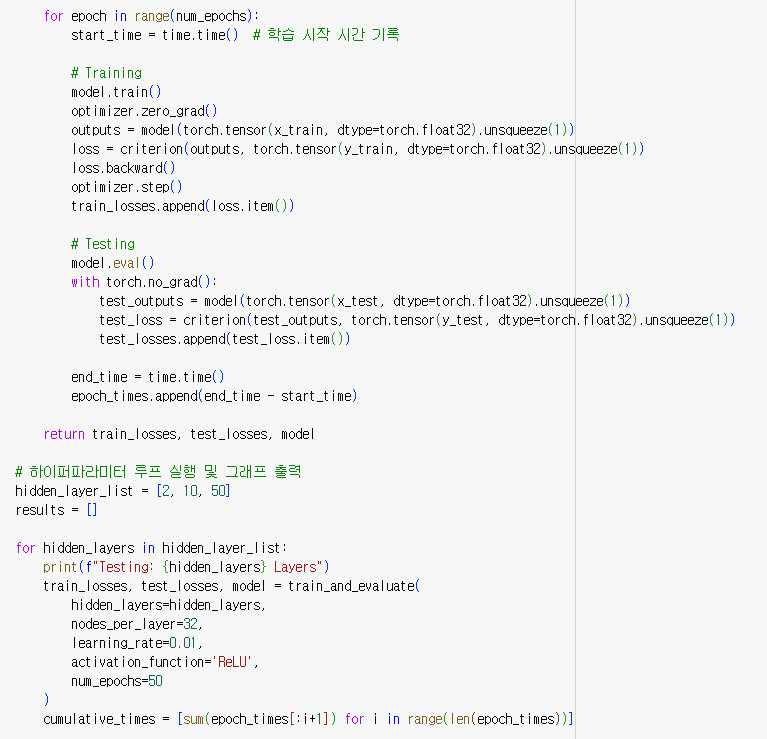 for epoch in range(num_epochs):
start_time = time.time()  # 학습 시작 시간 기록
# Training
model.train()
optimizer.zero_grad()
outputs = model(torch.tensor(x_train, dtype=torch.float32).unsqueeze(1))
loss = criterion(outputs, torch.tensor(y_train, dtype=torch.float32).unsqueeze(1))
loss.backward()
optimizer.step()
train_losses.append(loss.item())
# Testing
model.eval()
with torch.no_grad():
test_outputs = model(torch.tensor(x_test, dtype=torch.float32).unsqueeze(1))
test_loss = criterion(test_outputs, torch.tensor(y_test, dtype=torch.float32).unsqueeze(1))
test_losses.append(test_loss.item())
end_time = time.time()
epoch_times.append(end_time - start_time)
return train_losses, test_losses, model
# 하이퍼파라미터 루프 실행 및 그래프 출력
hidden_layer_list = [2, 10, 50]
results = []
for hidden_layers in hidden_layer_list:
print(f"Testing: {hidden_layers} Layers")
train_losses, test_losses, model = train_and_evaluate(
hidden_layers=hidden_layers,
nodes_per_layer=32,
learning_rate=0.01,
activation_function='ReLU',
num_epochs=50
)
cumulative_times = [sum(epoch_times[:i+1]) for i in range(len(epoch_times))]